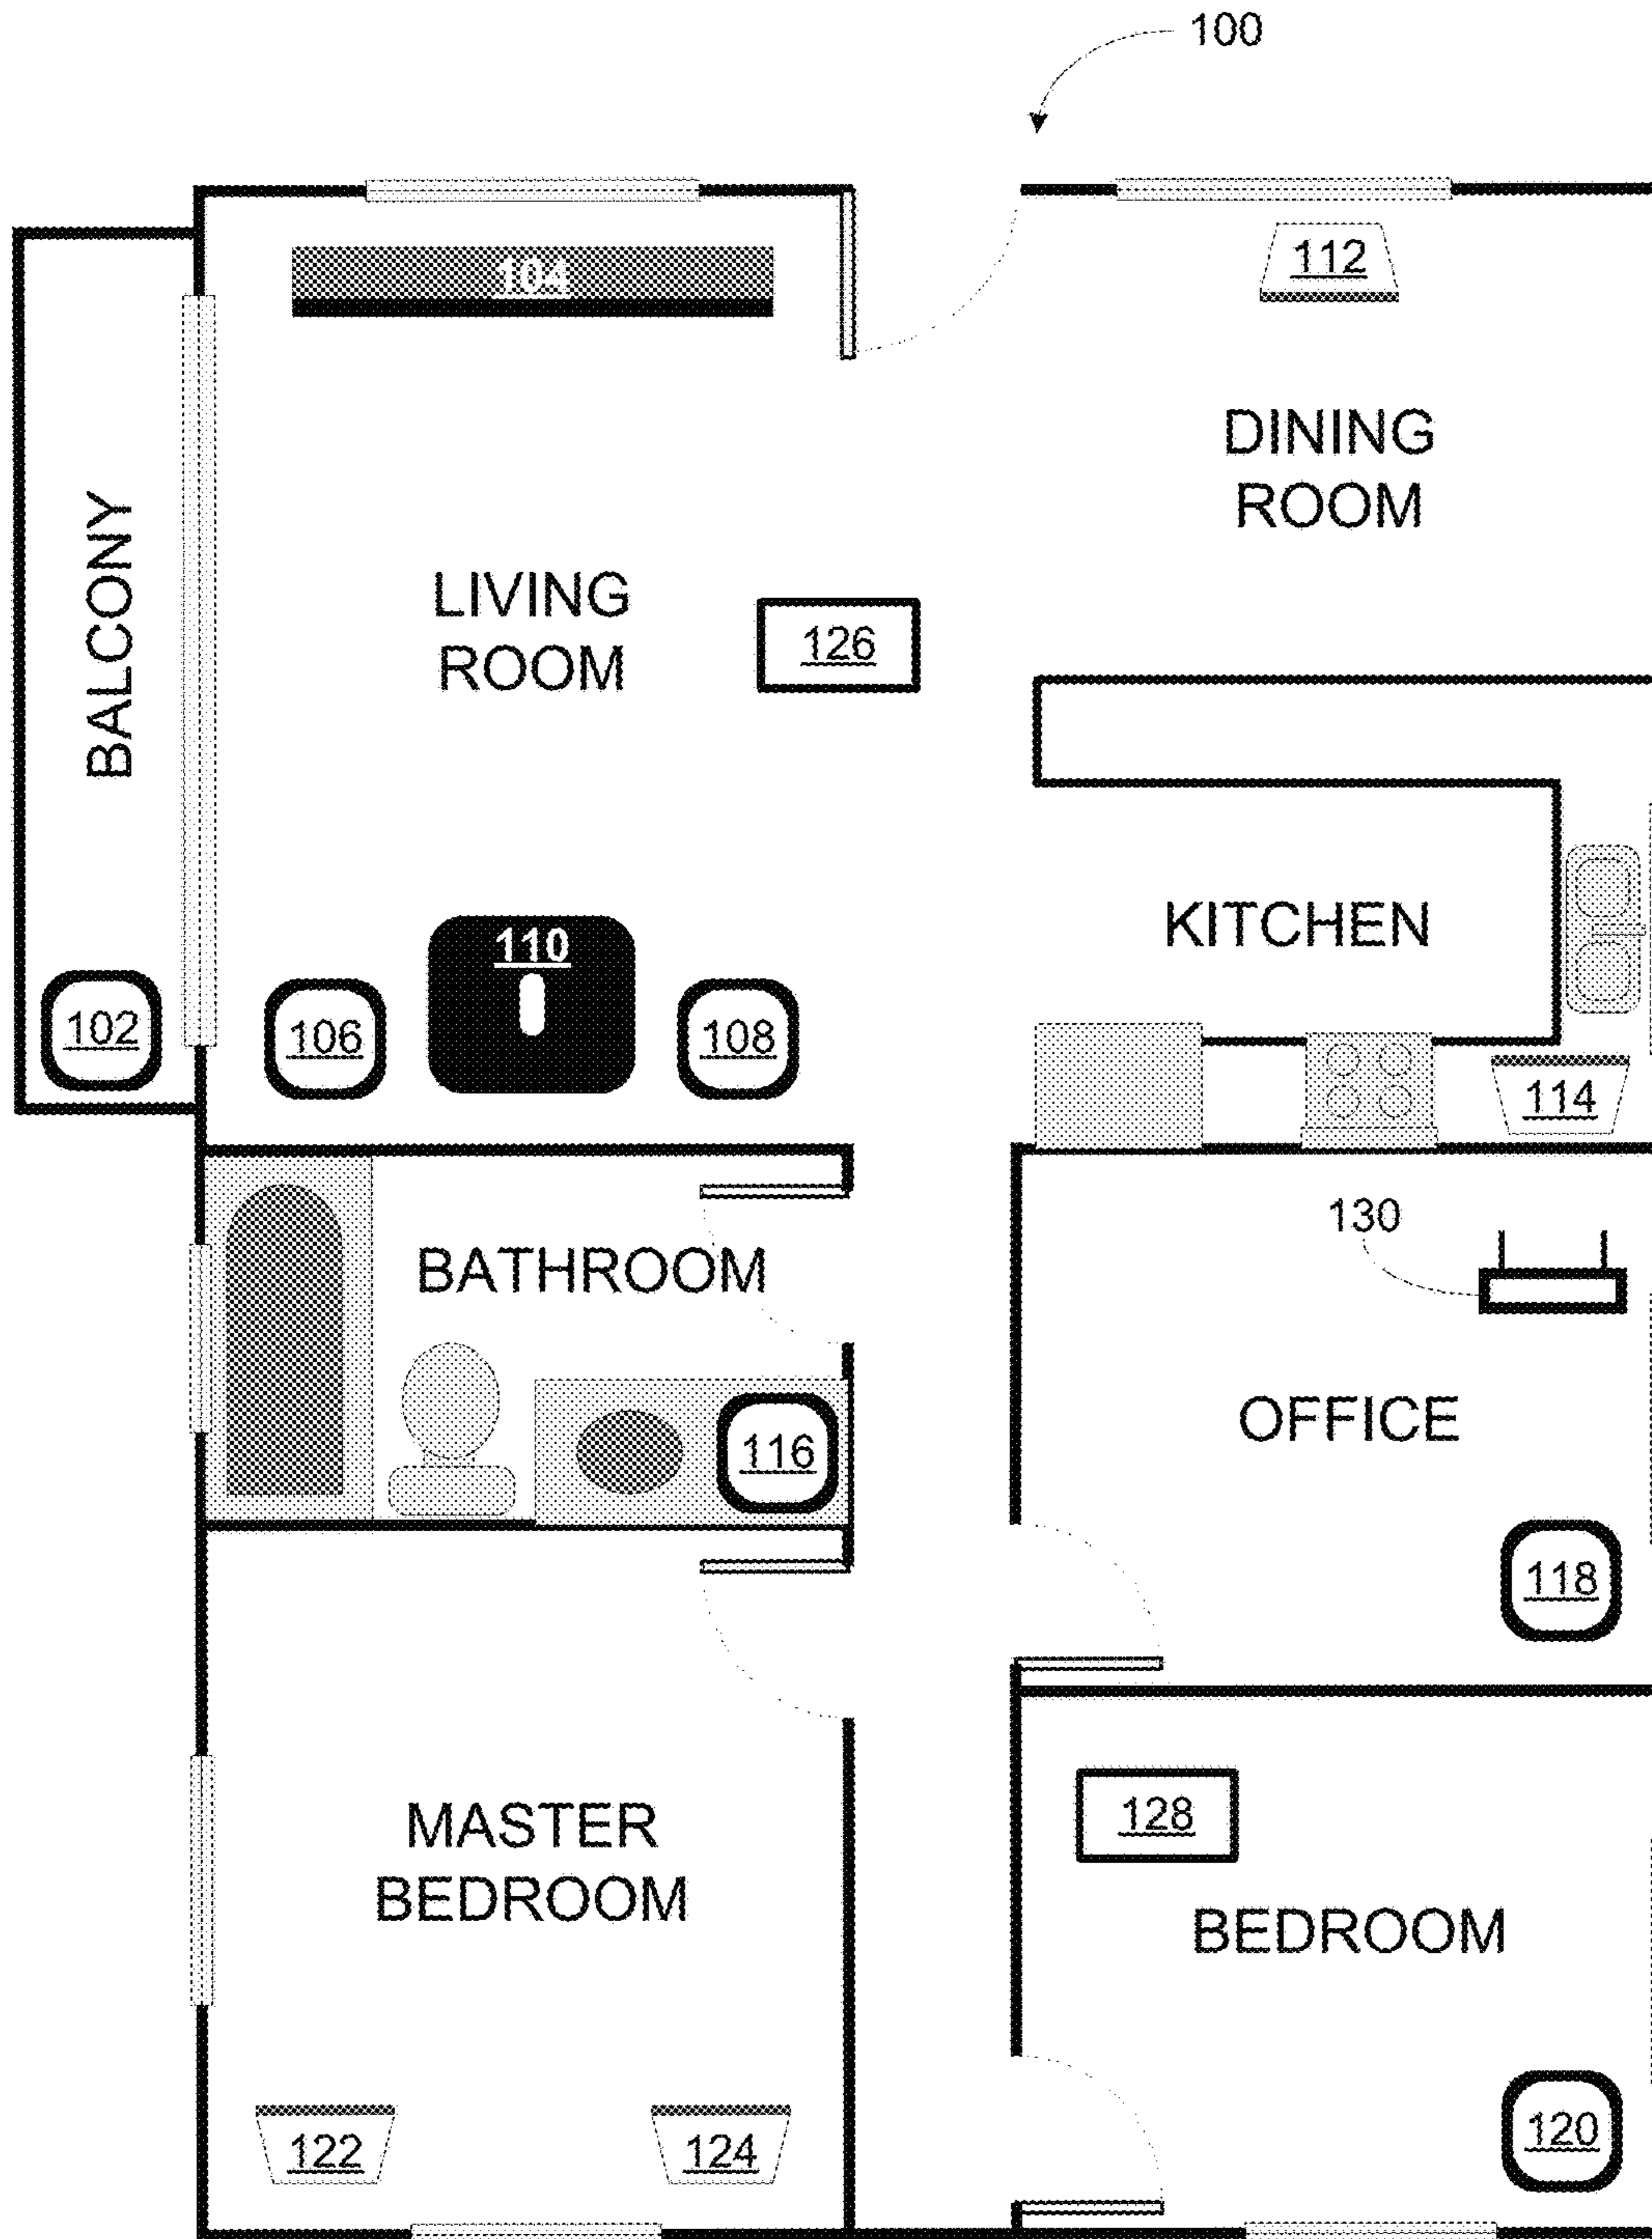 100
104
112
DINING
ROOM
BALCONY
LIVING
ROOM
126
KITCHEN
110
102
106
108
114
130
BATHROOM
OFFICE
116
118
MASTER
BEDROOM
128
BEDROOM
122
124
120